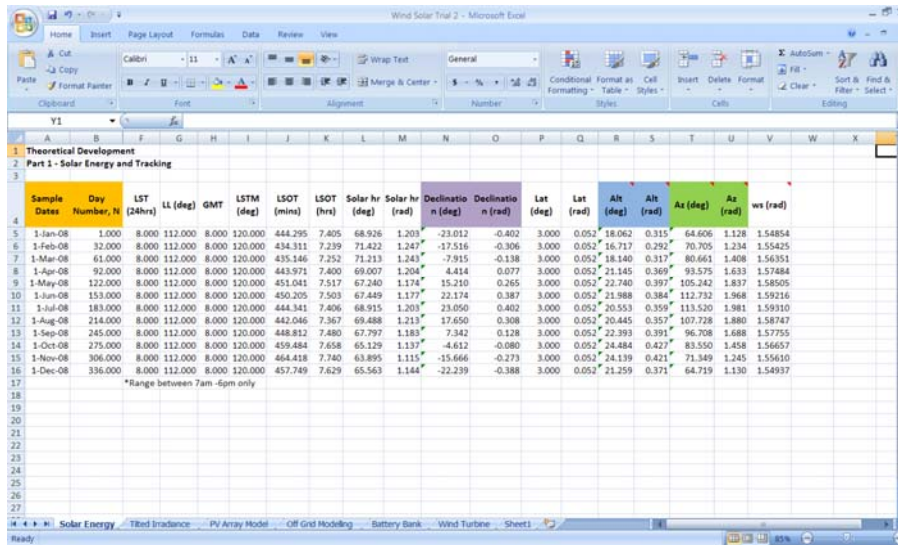 Wind Solar Trial 2 - Microsoft Excel
Home Insert Page Layout Formulas Data Review View
Cut
Copy
Format Painter
Paste
Calibri 11
Wrap Text
Merge & Center
General
Conditional Formatting
Format as Table
Cell Styles
Insert Delete Format
AutoSum
Fill
Clear
Sort & Filter
Find & Select
Clipboard Font Alignment Number Styles Cells Editing
Y1
A B F G H I J K L M N O P Q R S T U V W X
1 Theoretical Development
2 Part 1 - Solar Energy and Tracking
3
4 Sample Dates Day Number, N LST (24hrs) LL (deg) GMT LSTM (deg) LSOT (mins) LSOT (hrs) Solar hr (deg) Solar hr (rad) Declination (deg) Declination (rad) Lat (deg) Lat (rad) Alt (deg) Alt (rad) Az (deg) Az (rad) ws (rad)
5 1-Jan-08 1.000 8.000 112.000 8.000 120.000 444.295 7.405 68.926 1.203 -23.012 -0.402 3.000 0.052 18.062 0.315 64.606 1.128 1.54854
6 1-Feb-08 32.000 8.000 112.000 8.000 120.000 434.311 7.239 71.422 1.247 -17.516 -0.306 3.000 0.052 16.717 0.292 70.705 1.234 1.55425
7 1-Mar-08 61.000 8.000 112.000 8.000 120.000 435.146 7.252 71.213 1.243 -7.915 -0.138 3.000 0.052 18.140 0.317 80.661 1.408 1.56351
8 1-Apr-08 92.000 8.000 112.000 8.000 120.000 443.971 7.400 69.007 1.204 4.414 0.077 3.000 0.052 21.145 0.369 93.575 1.633 1.57484
9 1-May-08 122.000 8.000 112.000 8.000 120.000 451.041 7.517 67.240 1.174 15.210 0.265 3.000 0.052 22.740 0.397 105.242 1.837 1.58505
10 1-Jun-08 153.000 8.000 112.000 8.000 120.000 450.205 7.503 67.449 1.177 22.174 0.387 3.000 0.052 21.988 0.384 112.732 1.968 1.59216
11 1-Jul-08 183.000 8.000 112.000 8.000 120.000 444.341 7.406 68.915 1.203 23.050 0.402 3.000 0.052 20.553 0.359 113.520 1.981 1.59310
12 1-Aug-08 214.000 8.000 112.000 8.000 120.000 442.046 7.367 69.488 1.213 17.650 0.308 3.000 0.052 20.445 0.357 107.728 1.880 1.58747
13 1-Sep-08 245.000 8.000 112.000 8.000 120.000 448.812 7.480 67.797 1.183 7.342 0.128 3.000 0.052 22.393 0.391 96.708 1.688 1.57755
14 1-Oct-08 275.000 8.000 112.000 8.000 120.000 459.484 7.658 65.129 1.137 -4.612 -0.080 3.000 0.052 24.484 0.427 83.550 1.458 1.56657
15 1-Nov-08 306.000 8.000 112.000 8.000 120.000 464.418 7.740 63.895 1.115 -15.666 -0.273 3.000 0.052 24.139 0.421 71.349 1.245 1.55610
16 1-Dec-08 336.000 8.000 112.000 8.000 120.000 457.749 7.629 65.563 1.144 -22.239 -0.388 3.000 0.052 21.259 0.371 64.719 1.130 1.54937
17 *Range between 7am -6pm only
18
19
20
21
22
23
24
25
26
27
Solar Energy Tilted Irradiance PV Array Model Off Grid Modeling Battery Bank Wind Turbine Sheet1
Ready 85%